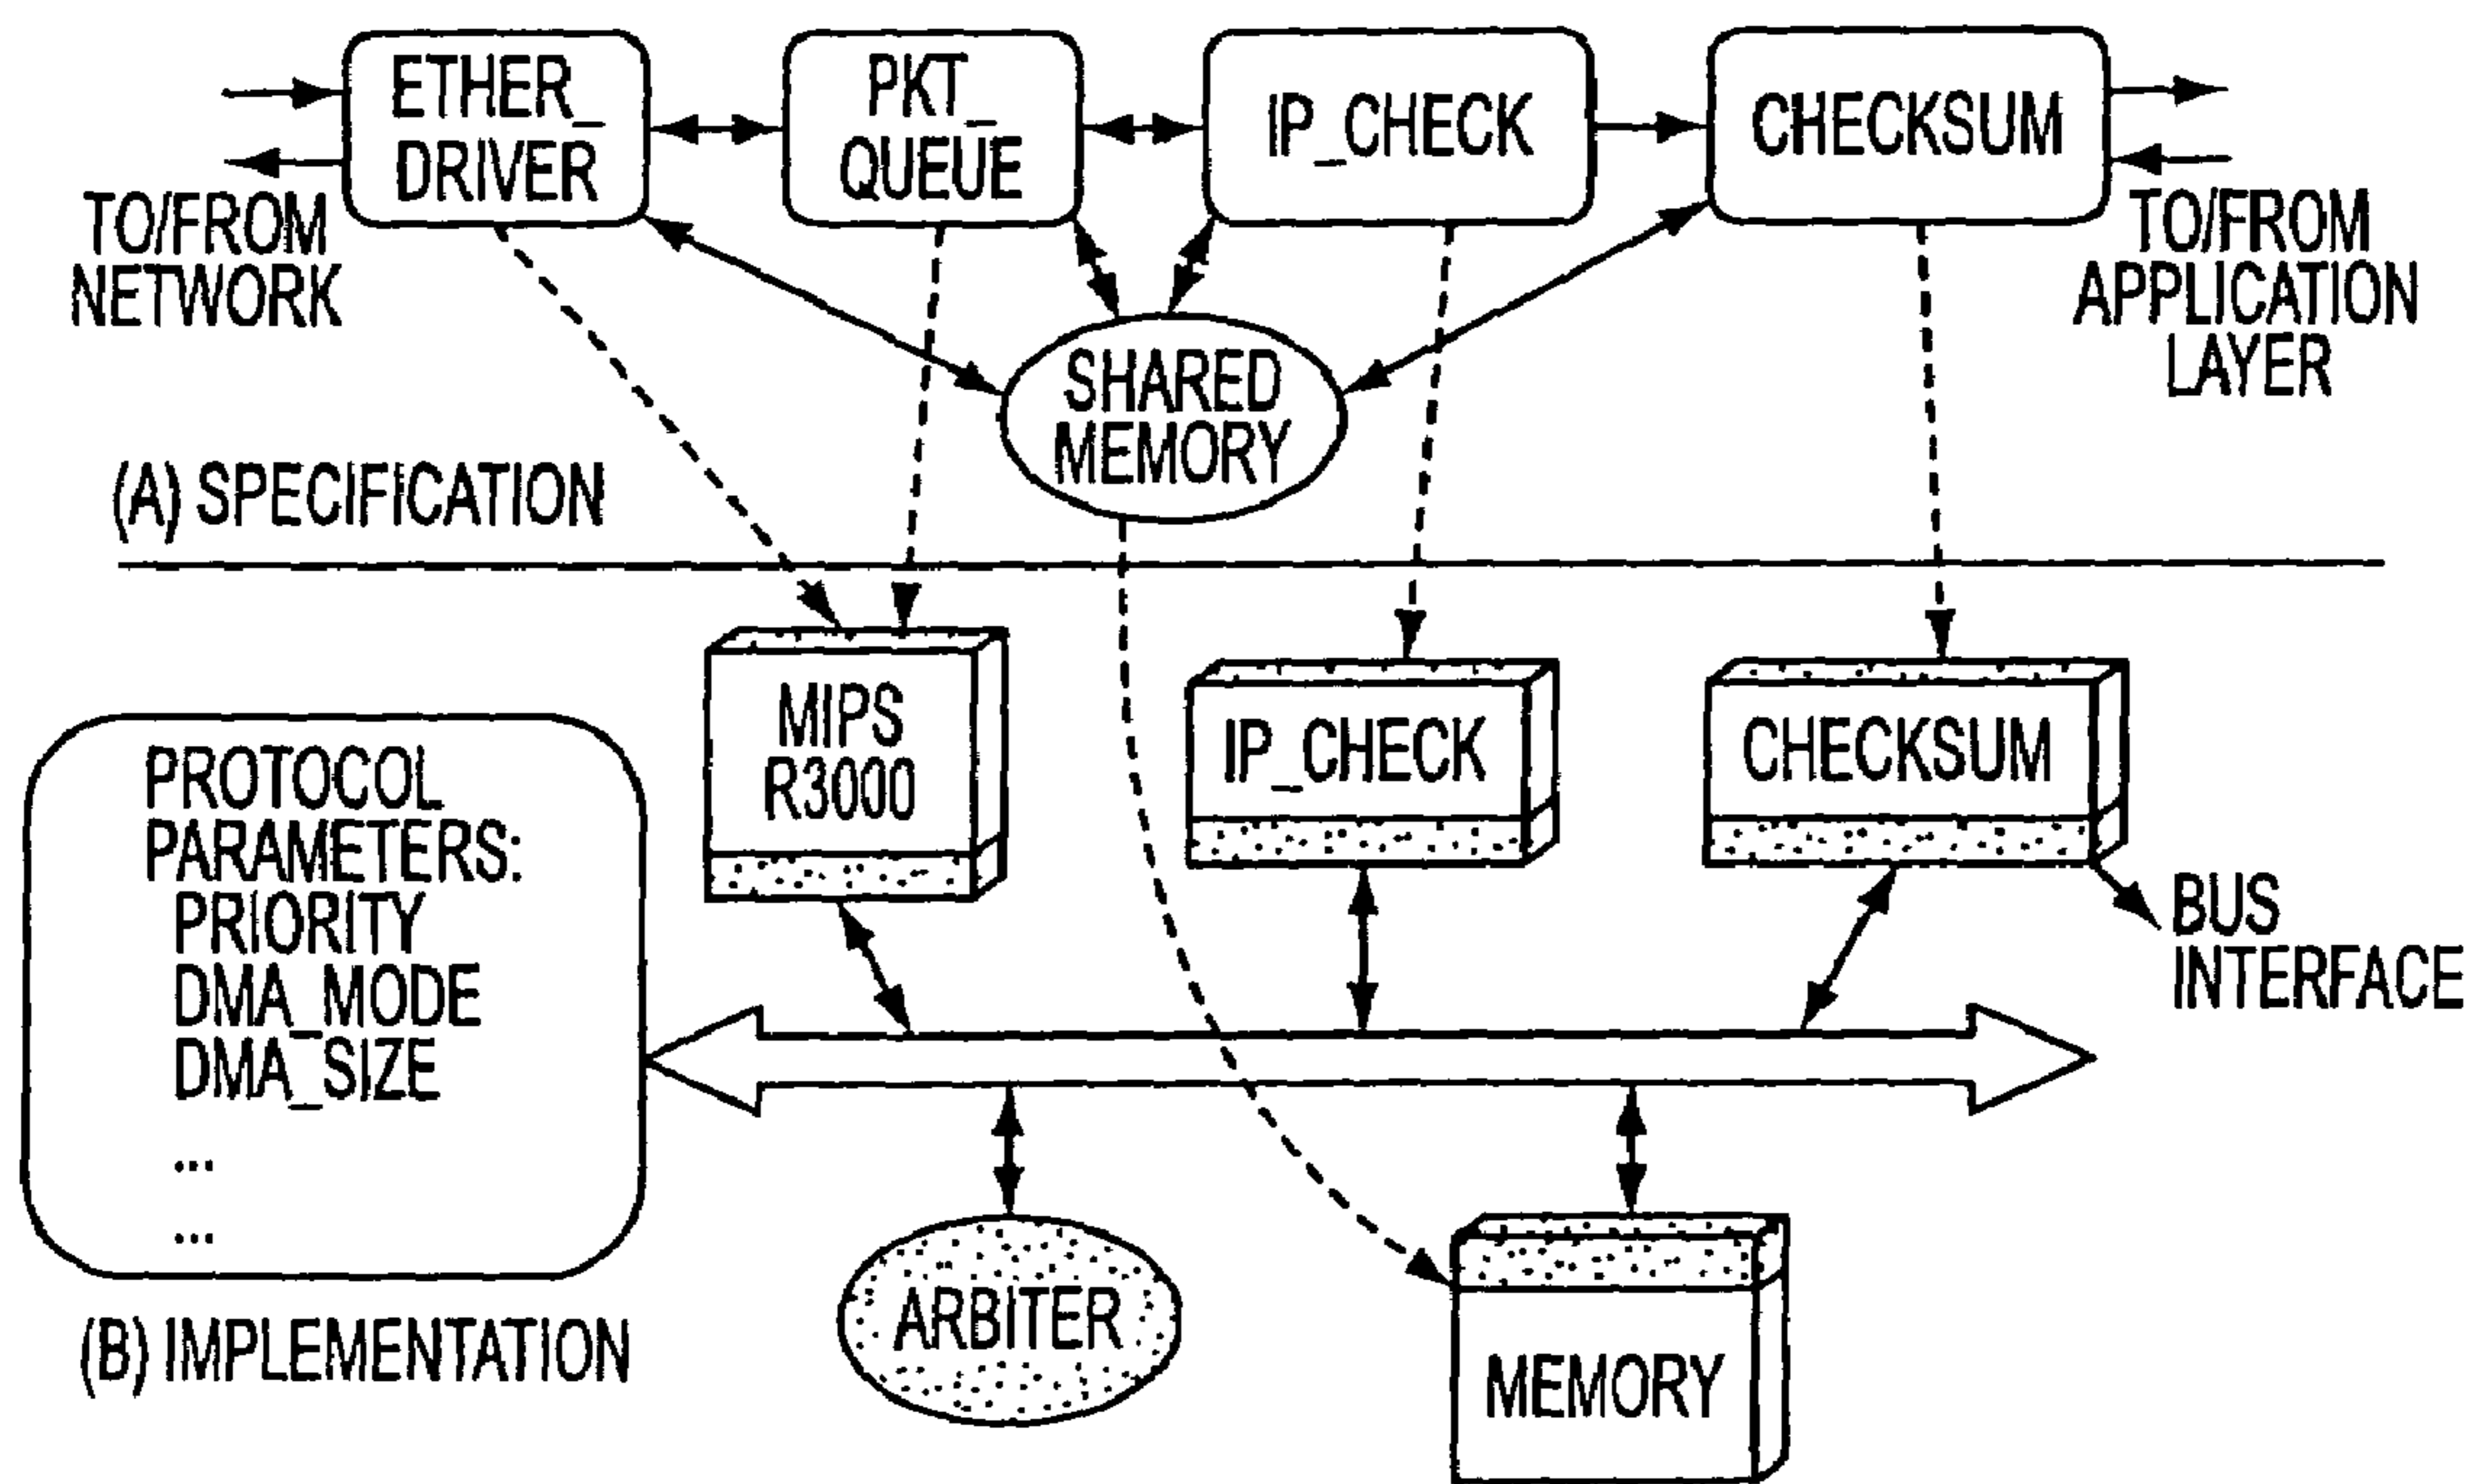 ETHER_
DRIVER
PKT_
QUEUE
IP_CHECK
CHECKSUM
TO/FROM
NETWORK
TO/FROM
APPLICATION
LAYER
SHARED
MEMORY
(A) SPECIFICATION
MIPS
R3000
IP_CHECK
CHECKSUM
BUS
INTERFACE
PROTOCOL
PARAMETERS:
PRIORITY
DMA_MODE
DMA_SIZE
...
...
(B) IMPLEMENTATION
ARBITER
MEMORY